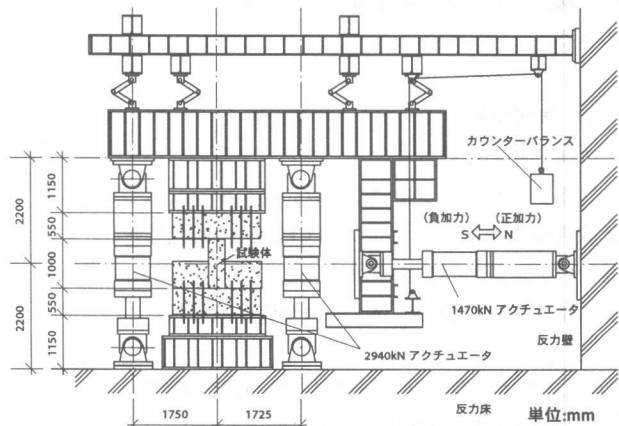 カウンターバランス
(負加力)
(正加力)
S
N
試験体
1470kN アクチュエータ
2940kN アクチュエータ
反力壁
反力床
単位:mm
2200
2200
1150
550
1000
550
1150
1750
1725